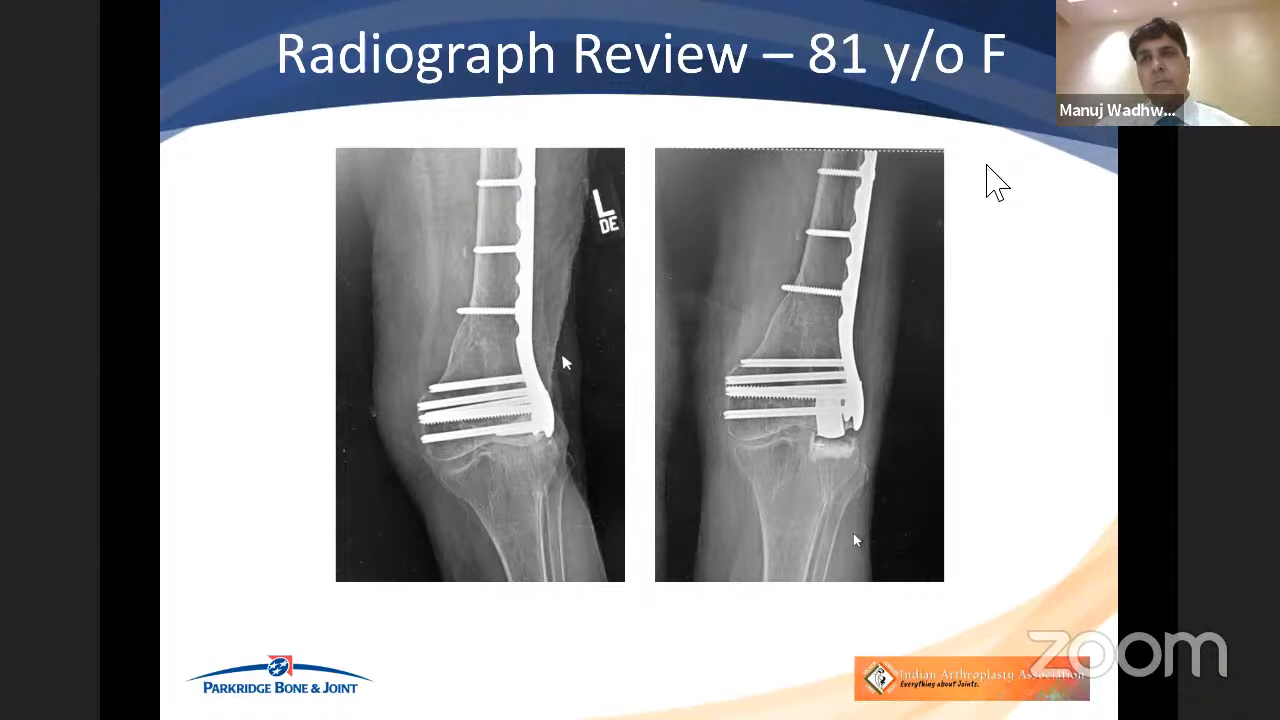 Radiograph Review – 81 y/o F
Manuj Wadhw...
L
DE
zoom
PARKRIDGE BONE & JOINT
Indian Arthroplasty Association
Everything about Joints.